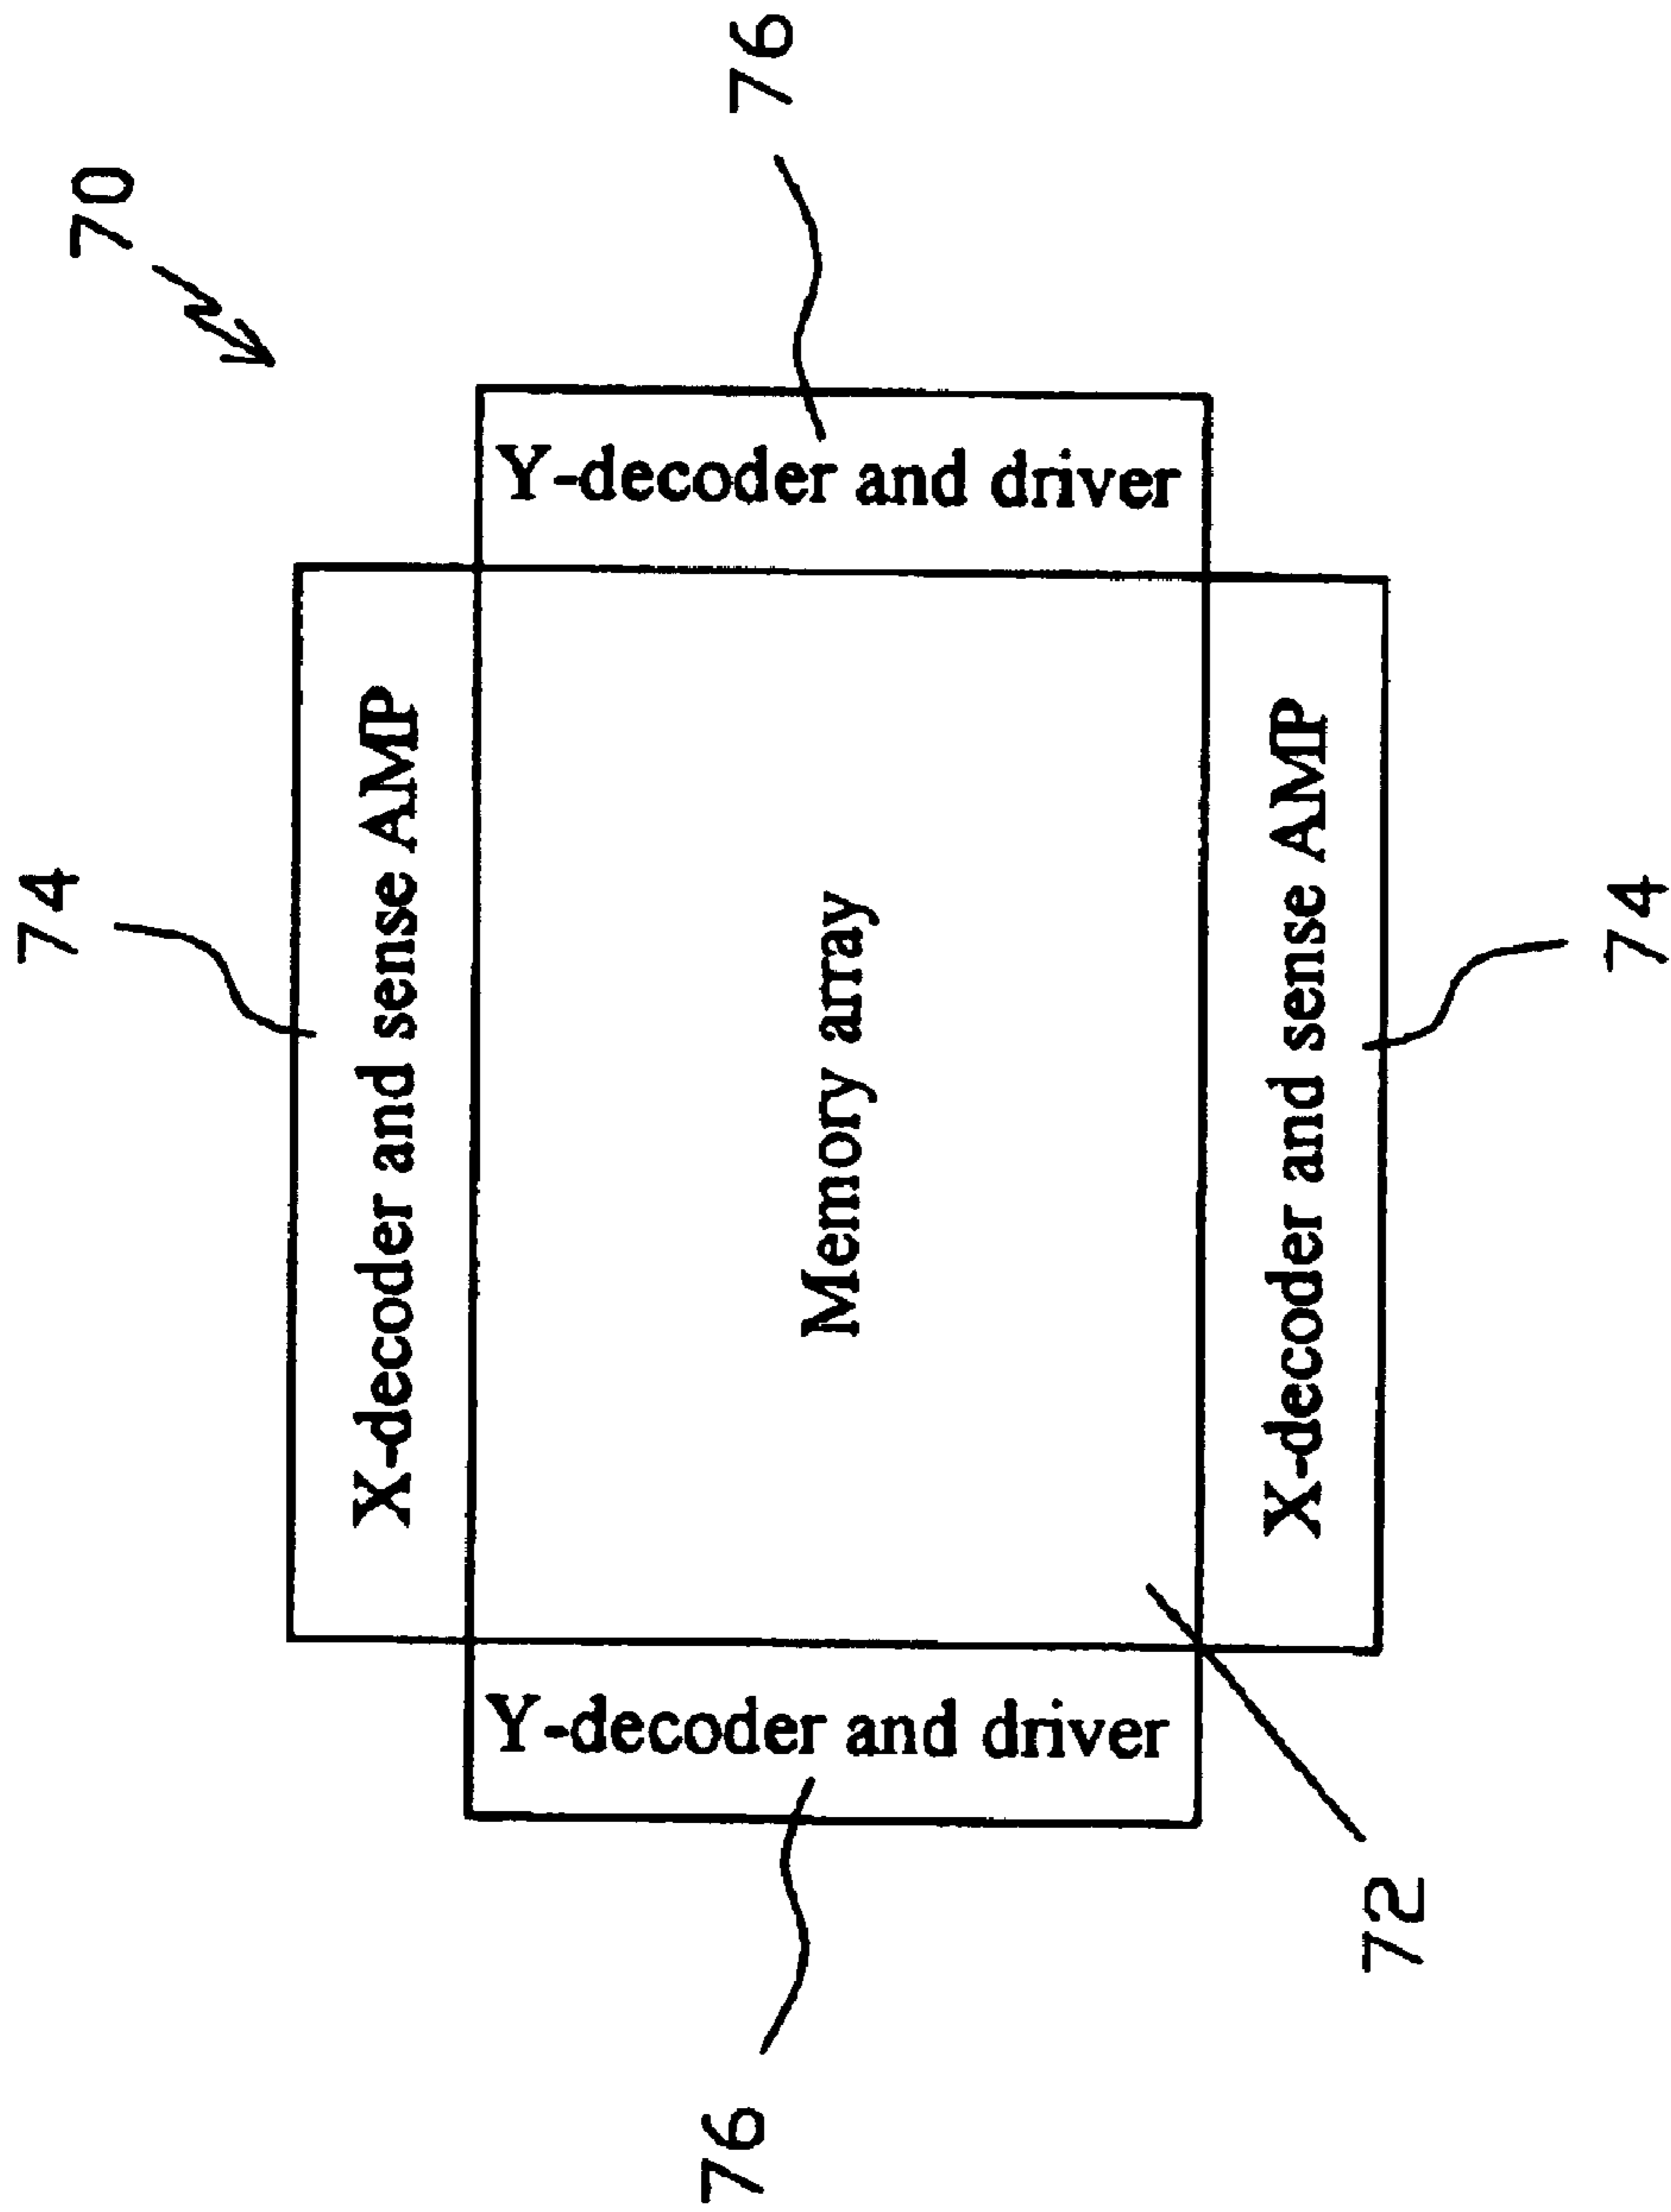 70
76
Y-decoder and driver
74
X-decoder and sense AMP
Memory array
X-decoder and sense AMP
74
Y-decoder and driver
72
76